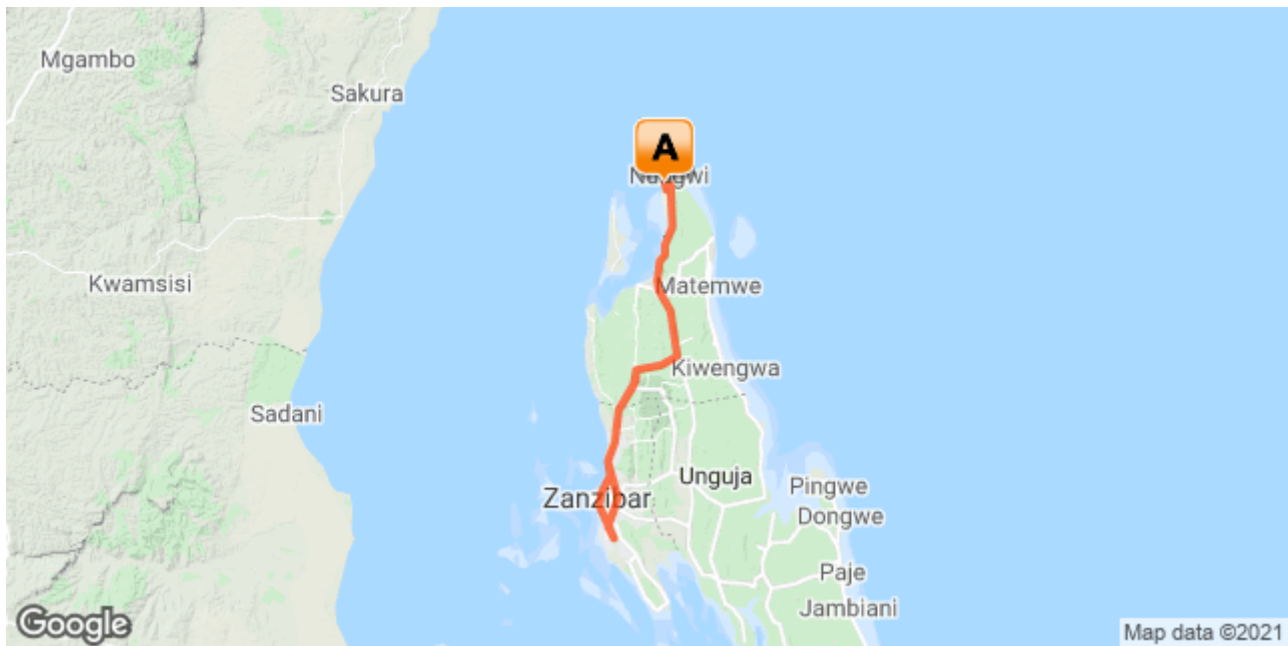 Mgambo
Sakura
A
Kwamsisi
Matemwe
Kiwengwa
Sadani
Unguja
Zanzibar
Pingwe
Dongwe
Paje
Jambiani
Google
Map data ©2021